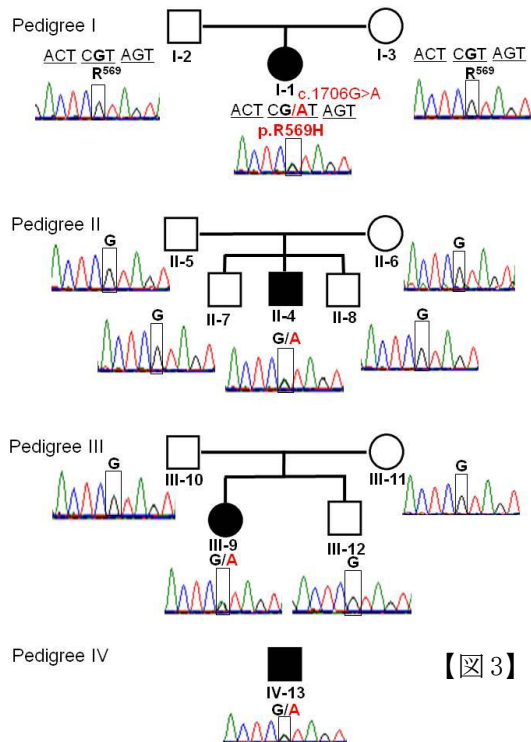 Pedigree I
I-2
I-3
ACT CGT AGT
R569
I-1
c.1706G>A
ACT CG/AT AGT
p.R569H
ACT CGT AGT
R569
Pedigree II
II-5
II-6
G
G
II-7
II-4
II-8
G
G/A
G
Pedigree III
III-10
III-11
G
G
III-9
III-12
G/A
G
Pedigree IV
IV-13
G/A
【図3】